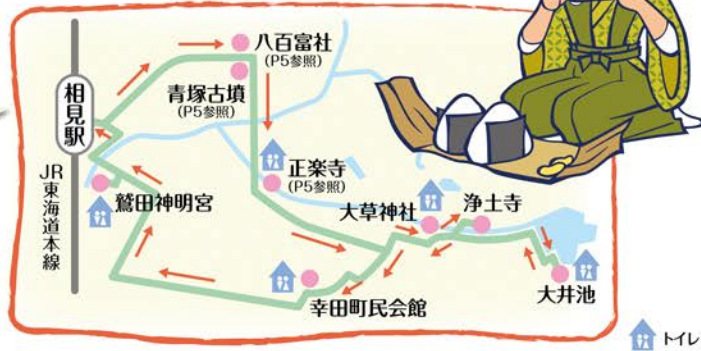 八百富社
(P5参照)
青塚古墳
(P5参照)
相見駅
JR東海道本線
正楽寺
(P5参照)
鷲田神明宮
大草神社
浄土寺
大井池
幸田町民会館
トイレ